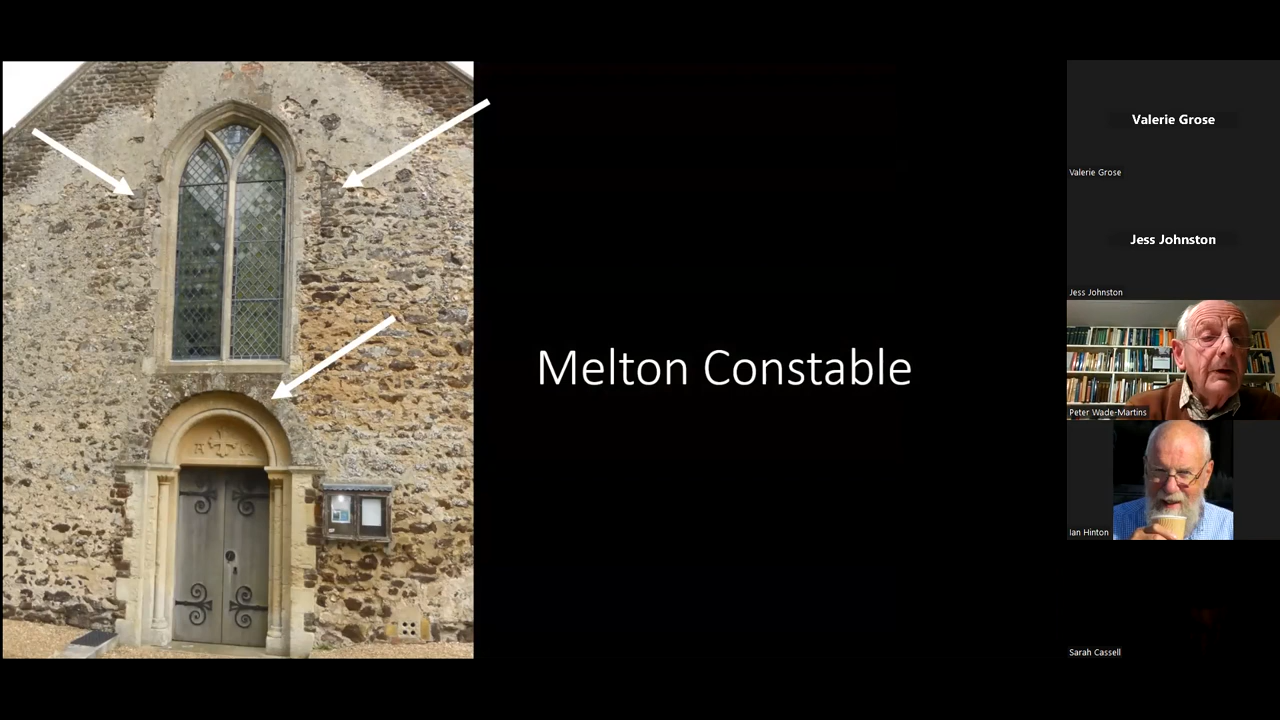 Melton Constable
Valerie Grose
Valerie Grose
Jess Johnston
Jess Johnston
Peter Wade-Martins
Ian Hinton
Sarah Cassell